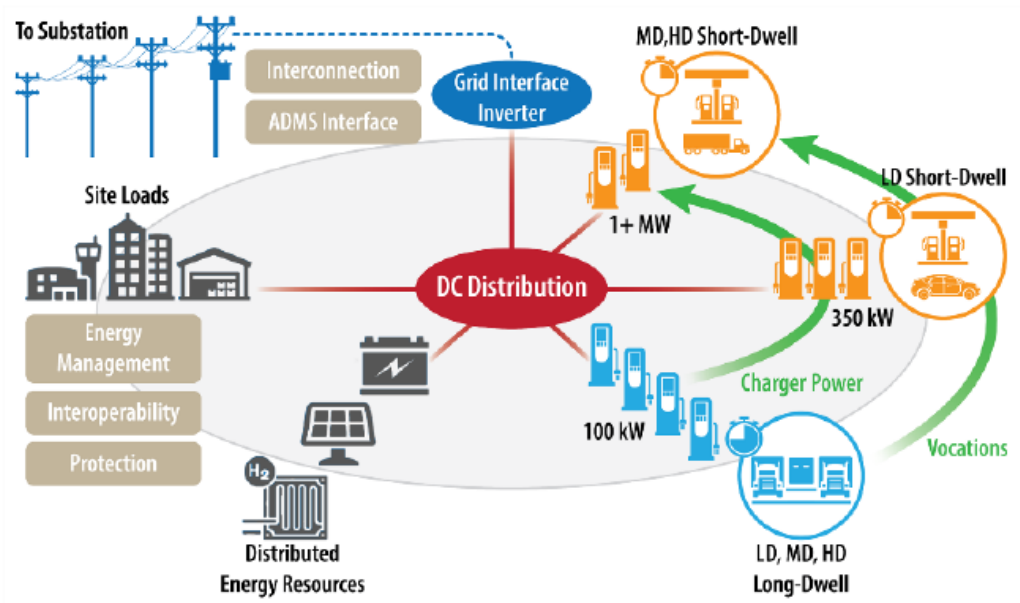 To Substation
Interconnection
ADMS Interface
Grid Interface
Inverter
MD,HD Short-Dwell
LD Short-Dwell
Site Loads
1+ MW
DC Distribution
350 kW
Energy
Management
Interoperability
Protection
Charger Power
100 kW
Vocations
H2
Distributed
Energy Resources
LD, MD, HD
Long-Dwell